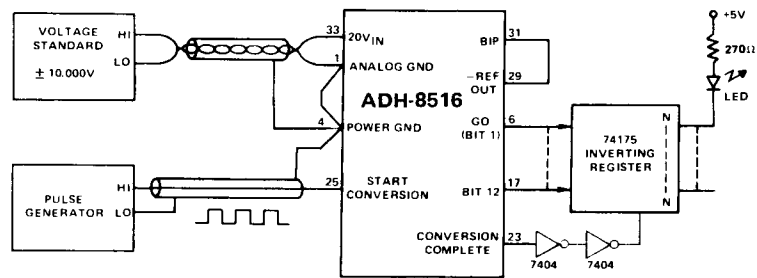 VOLTAGE
STANDARD
± 10.000V
HI
LO
33
20V IN
1
ANALOG GND
ADH-8516
4
POWER GND
PULSE
GENERATOR
HI
LO
25
START
CONVERSION
BIP
31
-REF
OUT
29
GO
(BIT 1)
6
BIT 12
17
CONVERSION
COMPLETE
23
7404
7404
74175
INVERTING
REGISTER
N
N
+5V
270Ω
LED